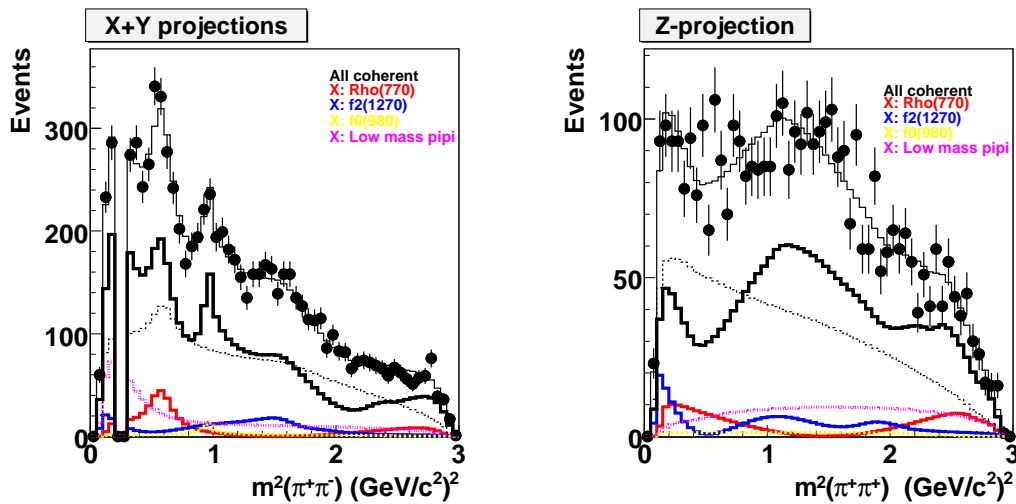 X+Y projections
Events
All coherent
X: Rho(770)
X: f2(1270)
X: f0(980)
X: Low mass pipi
300
200
100
0
0 1 2 3
m²(π⁺π⁻) (GeV/c²)²
Z-projection
Events
All coherent
X: Rho(770)
X: f2(1270)
X: f0(980)
X: Low mass pipi
100
50
0
0 1 2 3
m²(π⁺π⁺) (GeV/c²)²